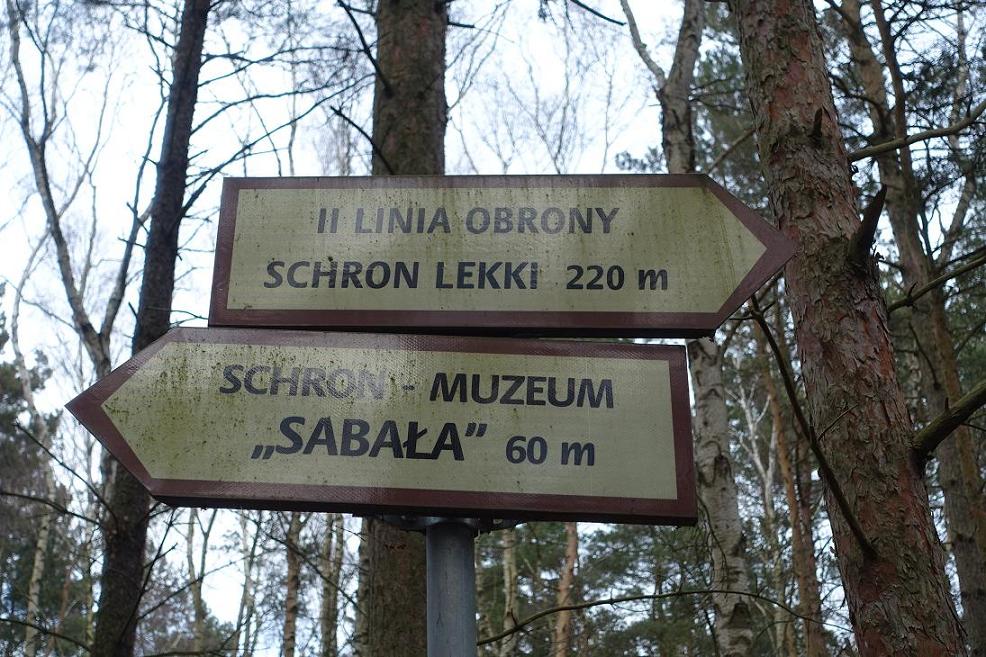 II LINIA OBRONY
SCHRON LEKKI 220 m
SCHRON - MUZEUM
„SABAŁA” 60 m